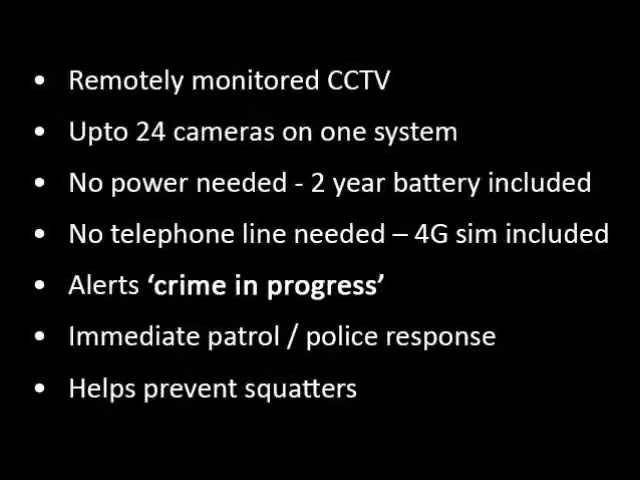 • Remotely monitored CCTV
• Upto 24 cameras on one system
• No power needed - 2 year battery included
• No telephone line needed – 4G sim included
• Alerts ‘crime in progress’
• Immediate patrol / police response
• Helps prevent squatters